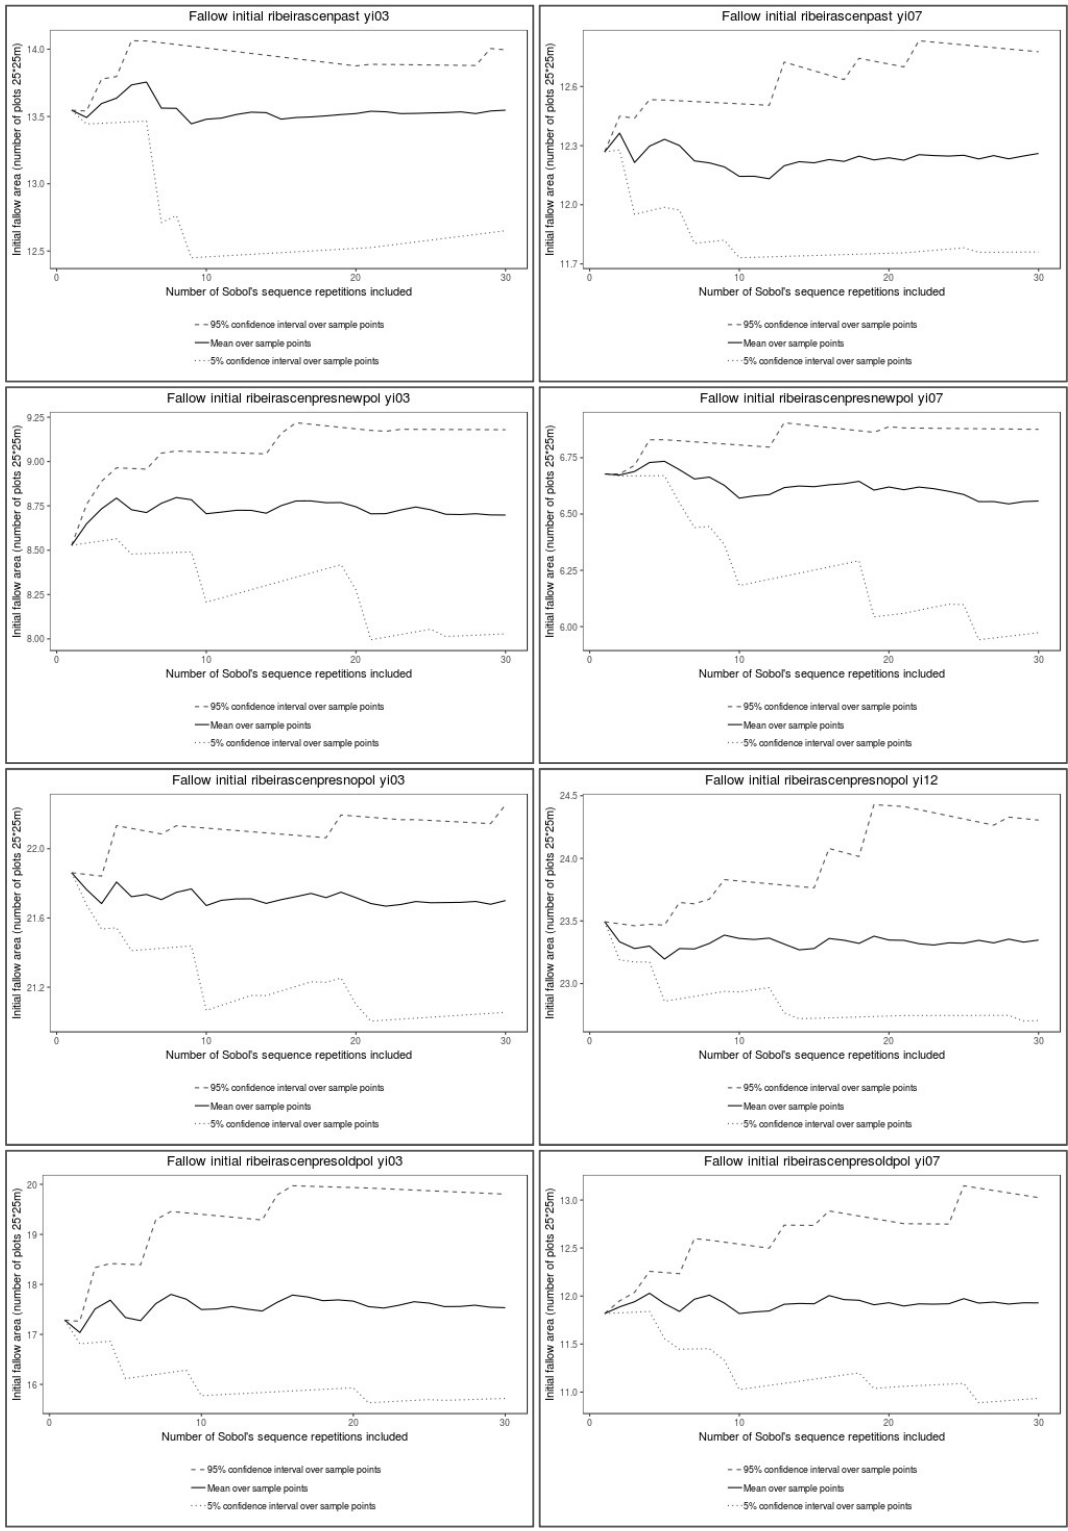 Fallow initial ribeirascenpast yi03
Initial fallow area (number of plots 25*25m)
14.0
13.5
13.0
12.5
0 10 20 30
Number of Sobol's sequence repetitions included
95% confidence interval over sample points
Mean over sample points
5% confidence interval over sample points
Fallow initial ribeirascenpast yi07
Initial fallow area (number of plots 25*25m)
12.6
12.3
12.0
11.7
0 10 20 30
Number of Sobol's sequence repetitions included
95% confidence interval over sample points
Mean over sample points
5% confidence interval over sample points
Fallow initial ribeirascenpresnewpol yi03
Initial fallow area (number of plots 25*25m)
9.25
9.00
8.75
8.50
8.25
8.00
0 10 20 30
Number of Sobol's sequence repetitions included
95% confidence interval over sample points
Mean over sample points
5% confidence interval over sample points
Fallow initial ribeirascenpresnewpol yi07
Initial fallow area (number of plots 25*25m)
6.75
6.50
6.25
6.00
0 10 20 30
Number of Sobol's sequence repetitions included
95% confidence interval over sample points
Mean over sample points
5% confidence interval over sample points
Fallow initial ribeirascenpresnopol yi03
Initial fallow area (number of plots 25*25m)
22.0
21.6
21.2
0 10 20 30
Number of Sobol's sequence repetitions included
95% confidence interval over sample points
Mean over sample points
5% confidence interval over sample points
Fallow initial ribeirascenpresnopol yi12
Initial fallow area (number of plots 25*25m)
24.5
24.0
23.5
23.0
0 10 20 30
Number of Sobol's sequence repetitions included
95% confidence interval over sample points
Mean over sample points
5% confidence interval over sample points
Fallow initial ribeirascenpresoldpol yi03
Initial fallow area (number of plots 25*25m)
20
19
18
17
16
0 10 20 30
Number of Sobol's sequence repetitions included
95% confidence interval over sample points
Mean over sample points
5% confidence interval over sample points
Fallow initial ribeirascenpresoldpol yi07
Initial fallow area (number of plots 25*25m)
13.0
12.5
12.0
11.5
11.0
0 10 20 30
Number of Sobol's sequence repetitions included
95% confidence interval over sample points
Mean over sample points
5% confidence interval over sample points